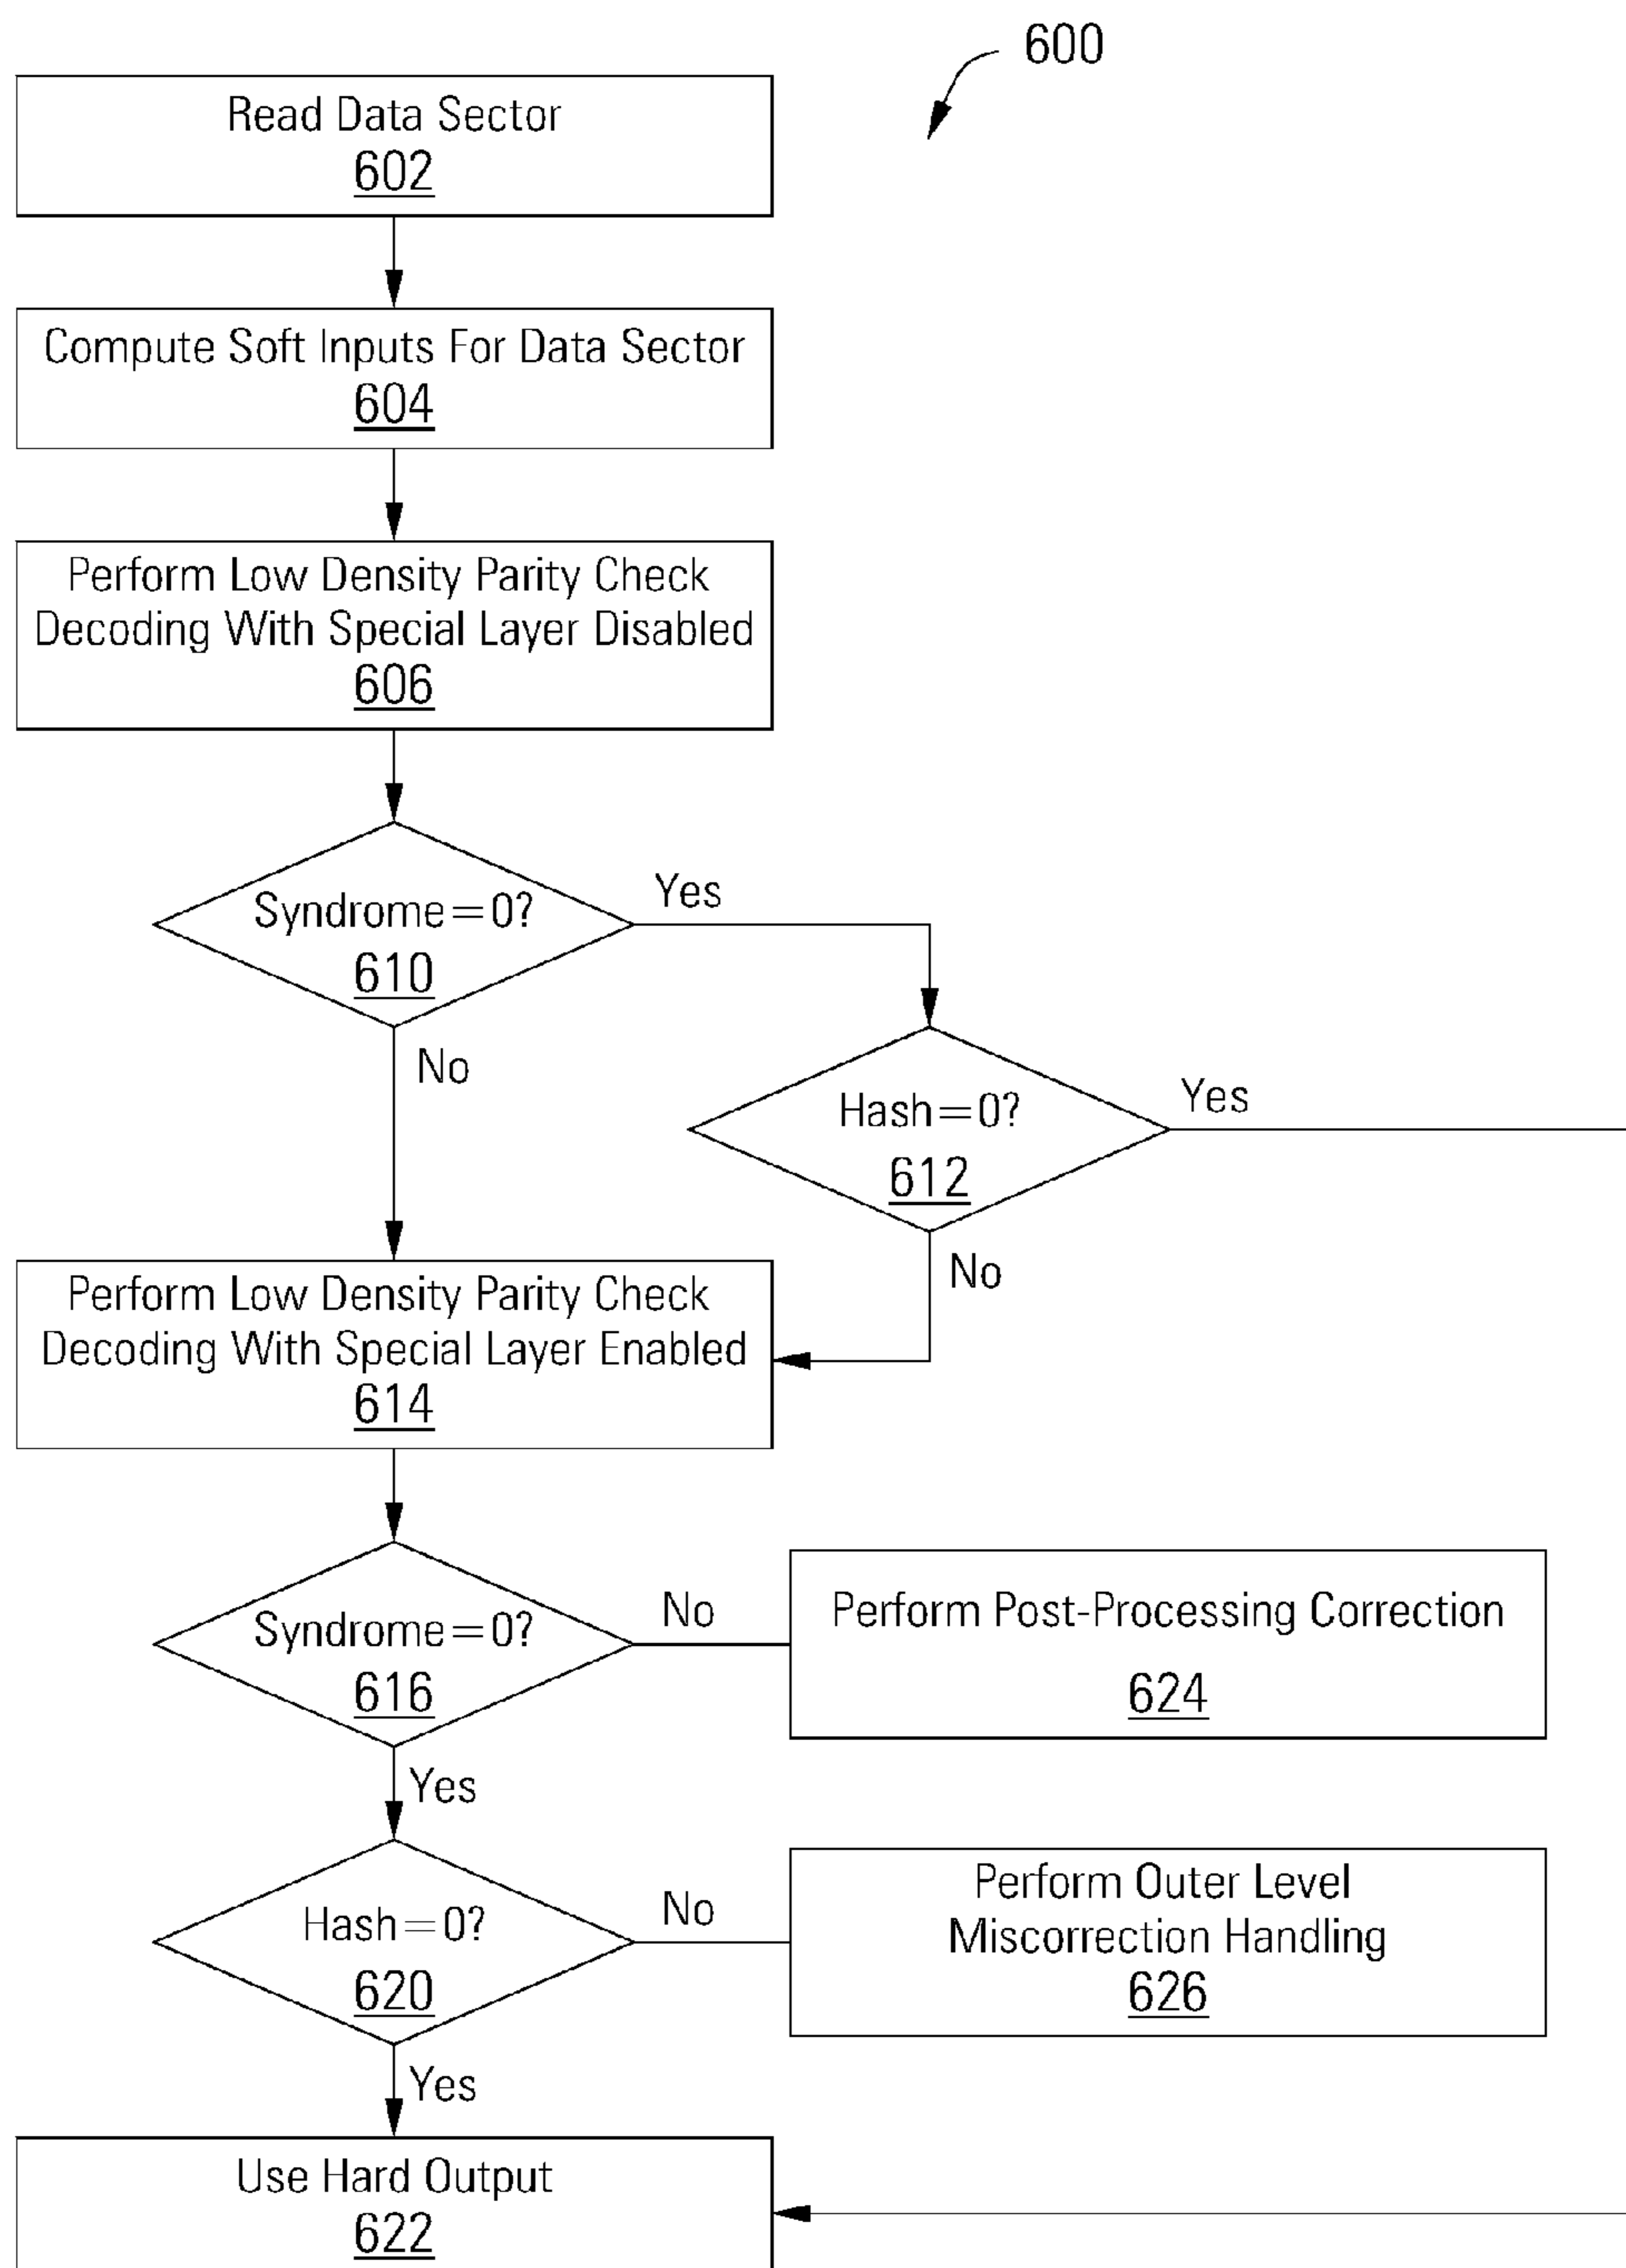 600
Read Data Sector
602
Compute Soft Inputs For Data Sector
604
Perform Low Density Parity Check
Decoding With Special Layer Disabled
606
Syndrome=0?
610
Yes
No
Hash=0?
612
Yes
No
Perform Low Density Parity Check
Decoding With Special Layer Enabled
614
Syndrome=0?
616
No
Yes
Perform Post-Processing Correction
624
Hash=0?
620
No
Yes
Perform Outer Level
Miscorrection Handling
626
Use Hard Output
622